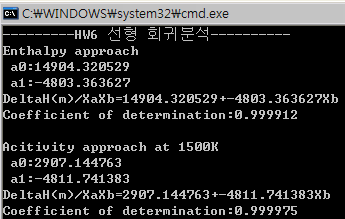 C:\WINDOWS\system32\cmd.exe
---------HW6 선형 회귀분석----------
Enthalpy approach
a0:14904.320529
a1:-4803.363627
DeltaH(m)/XaXb=14904.320529+-4803.363627Xb
Coefficient of determination:0.999912
Acitivity approach at 1500K
a0:2907.144763
a1:-4811.741383
DeltaH(m)/XaXb=2907.144763+-4811.741383Xb
Coefficient of determination:0.999975